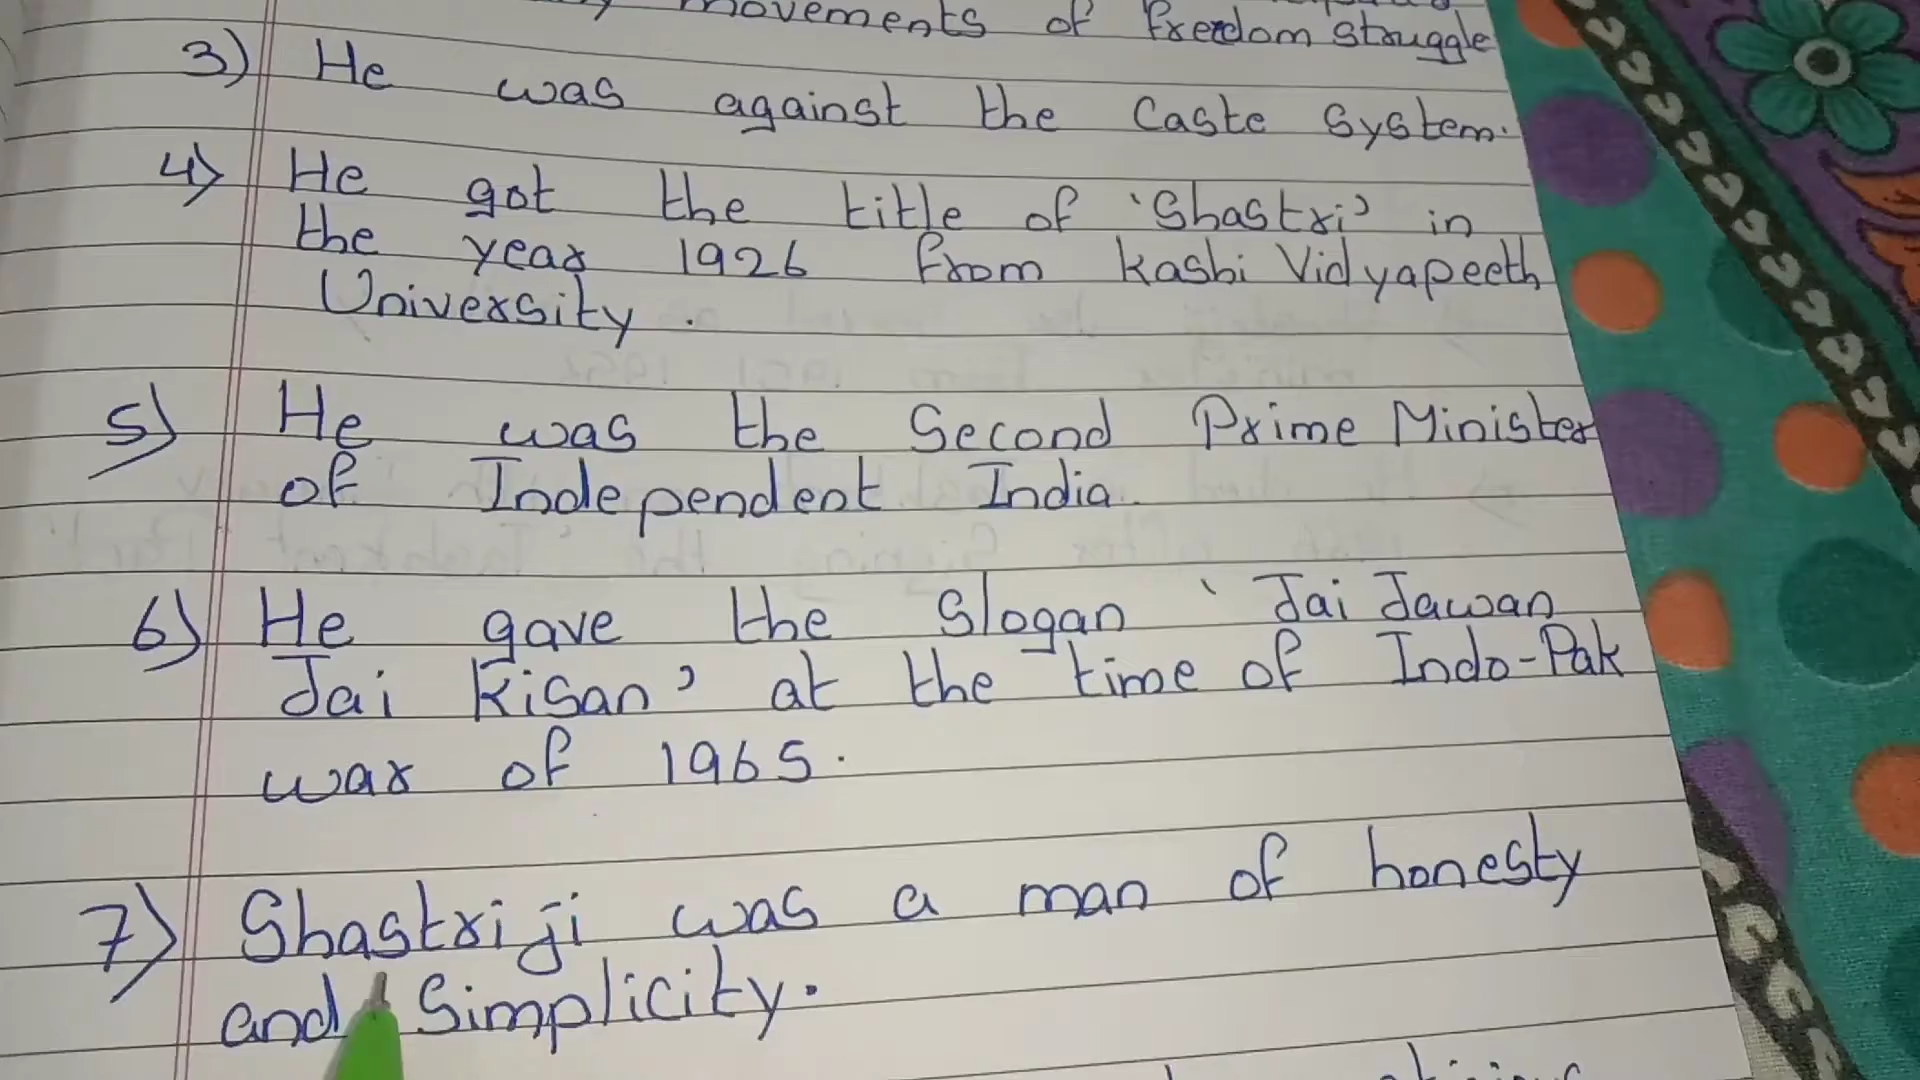 movements of freedom struggle
3) He was against the Caste System.
4) He got the title of 'Shastri' in
the year 1926 from Kashi Vidyapeeth
University.
5) He was the Second Prime Minister
of Independent India.
6) He gave the Slogan 'Jai Jawan
Jai Kisan' at the time of Indo-Pak
war of 1965.
7) Shastri ji was a man of honesty
and Simplicity.